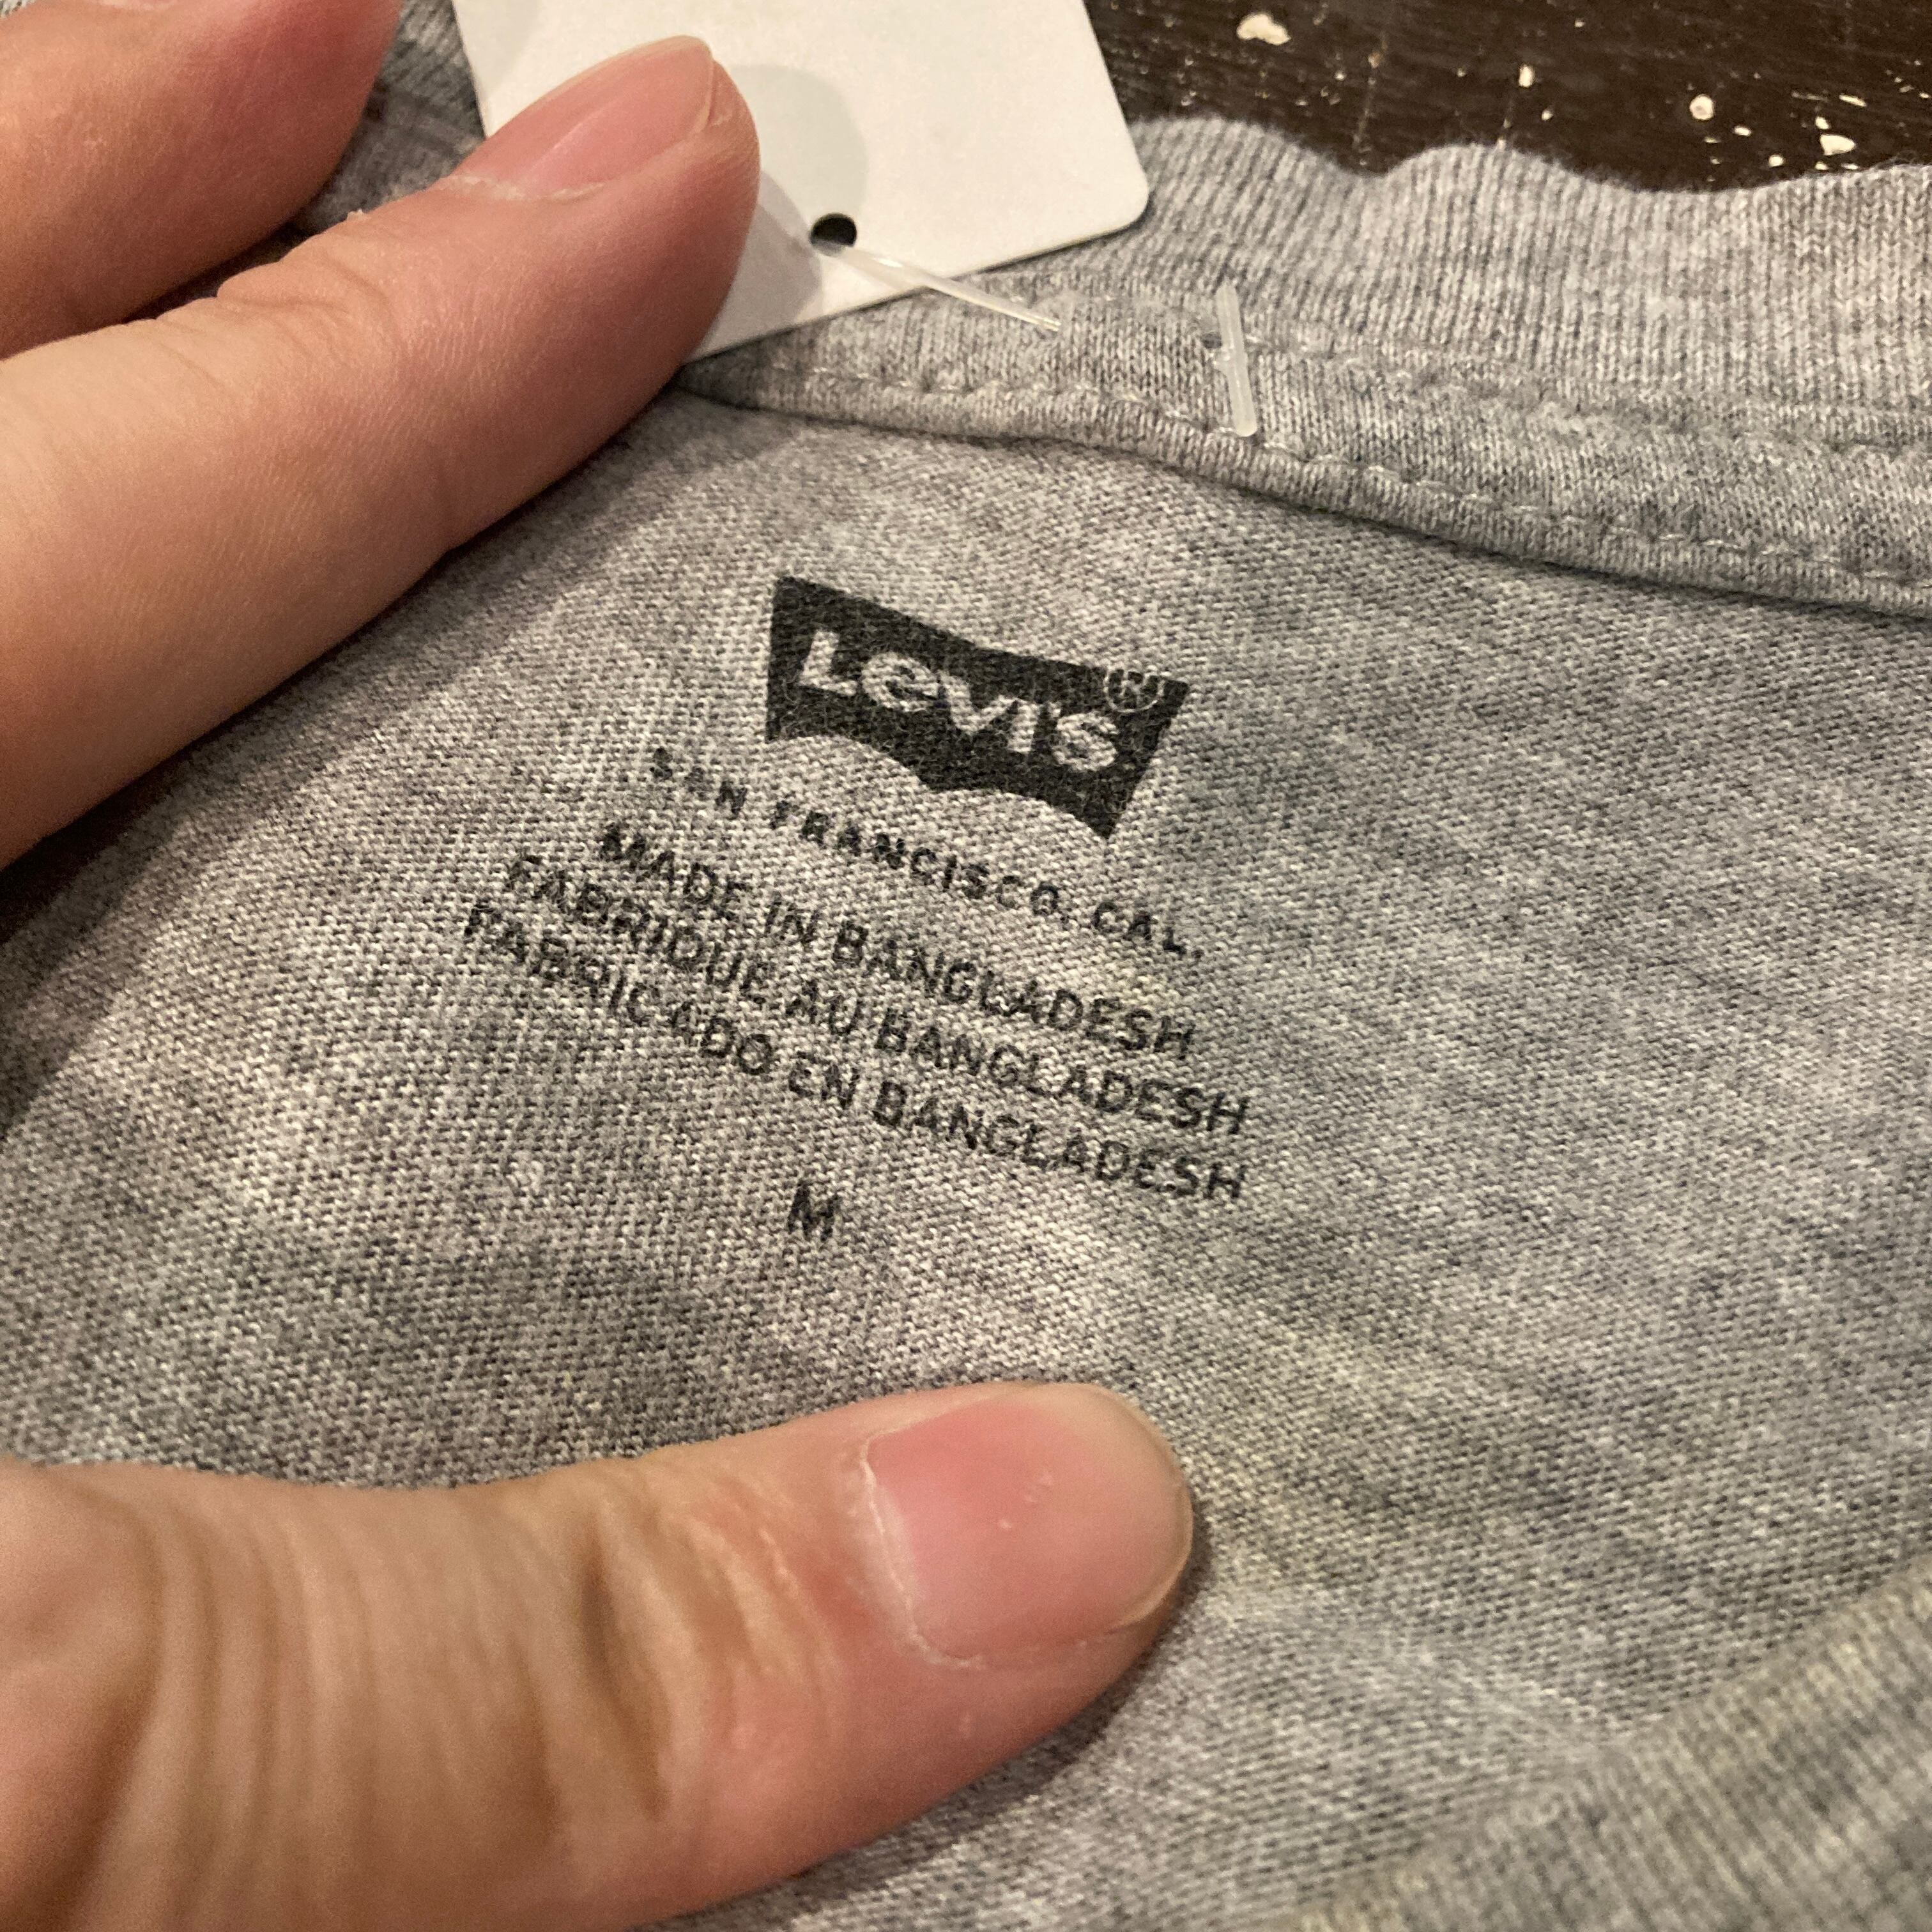 Levi's®
SAN FRANCISCO, CAL.
MADE IN BANGLADESH
FABRIQUE AU BANGLADESH
FABRICADO EN BANGLADESH
M